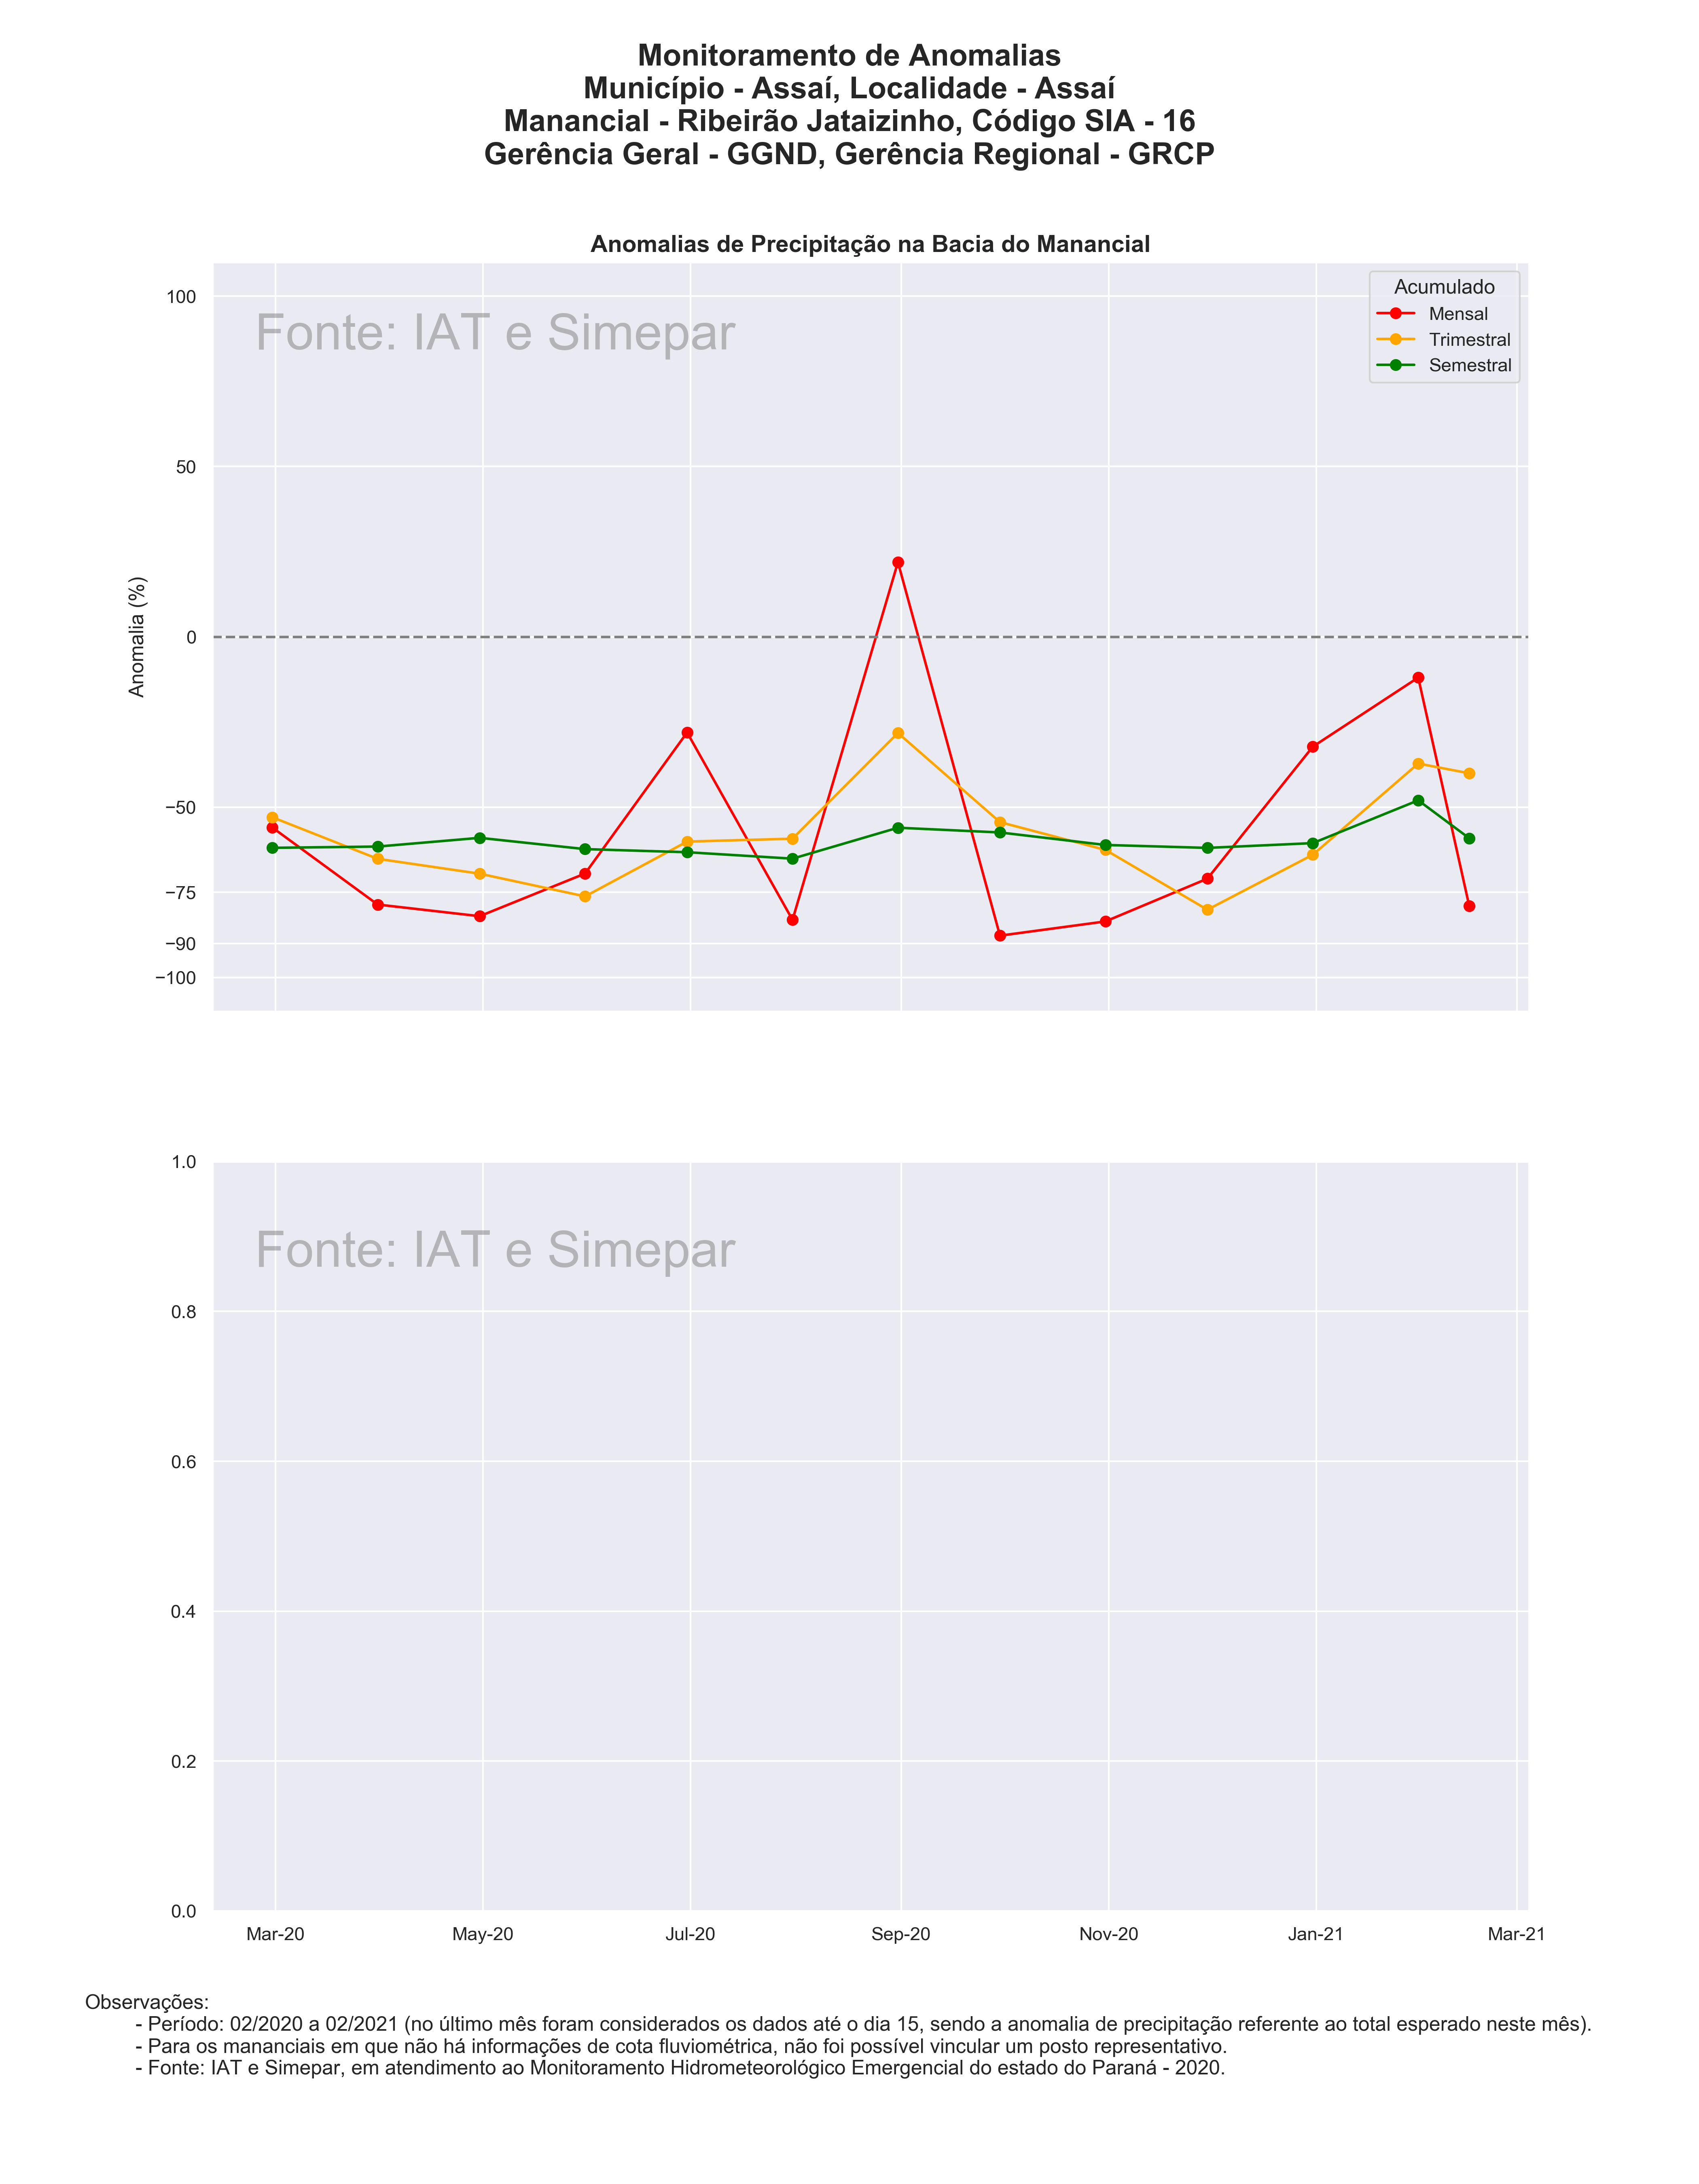 Monitoramento de Anomalias
Município - Assaí, Localidade - Assaí
Manancial - Ribeirão Jataizinho, Código SIA - 16
Gerência Geral - GGND, Gerência Regional - GRCP
Anomalias de Precipitação na Bacia do Manancial
Fonte: IAT e Simepar
Acumulado
Mensal
Trimestral
Semestral
Anomalia (%)
100
50
0
−50
−75
−90
−100
Fonte: IAT e Simepar
1.0
0.8
0.6
0.4
0.2
0.0
Mar-20 May-20 Jul-20 Sep-20 Nov-20 Jan-21 Mar-21
Observações:
- Período: 02/2020 a 02/2021 (no último mês foram considerados os dados até o dia 15, sendo a anomalia de precipitação referente ao total esperado neste mês).
- Para os mananciais em que não há informações de cota fluviométrica, não foi possível vincular um posto representativo.
- Fonte: IAT e Simepar, em atendimento ao Monitoramento Hidrometeorológico Emergencial do estado do Paraná - 2020.